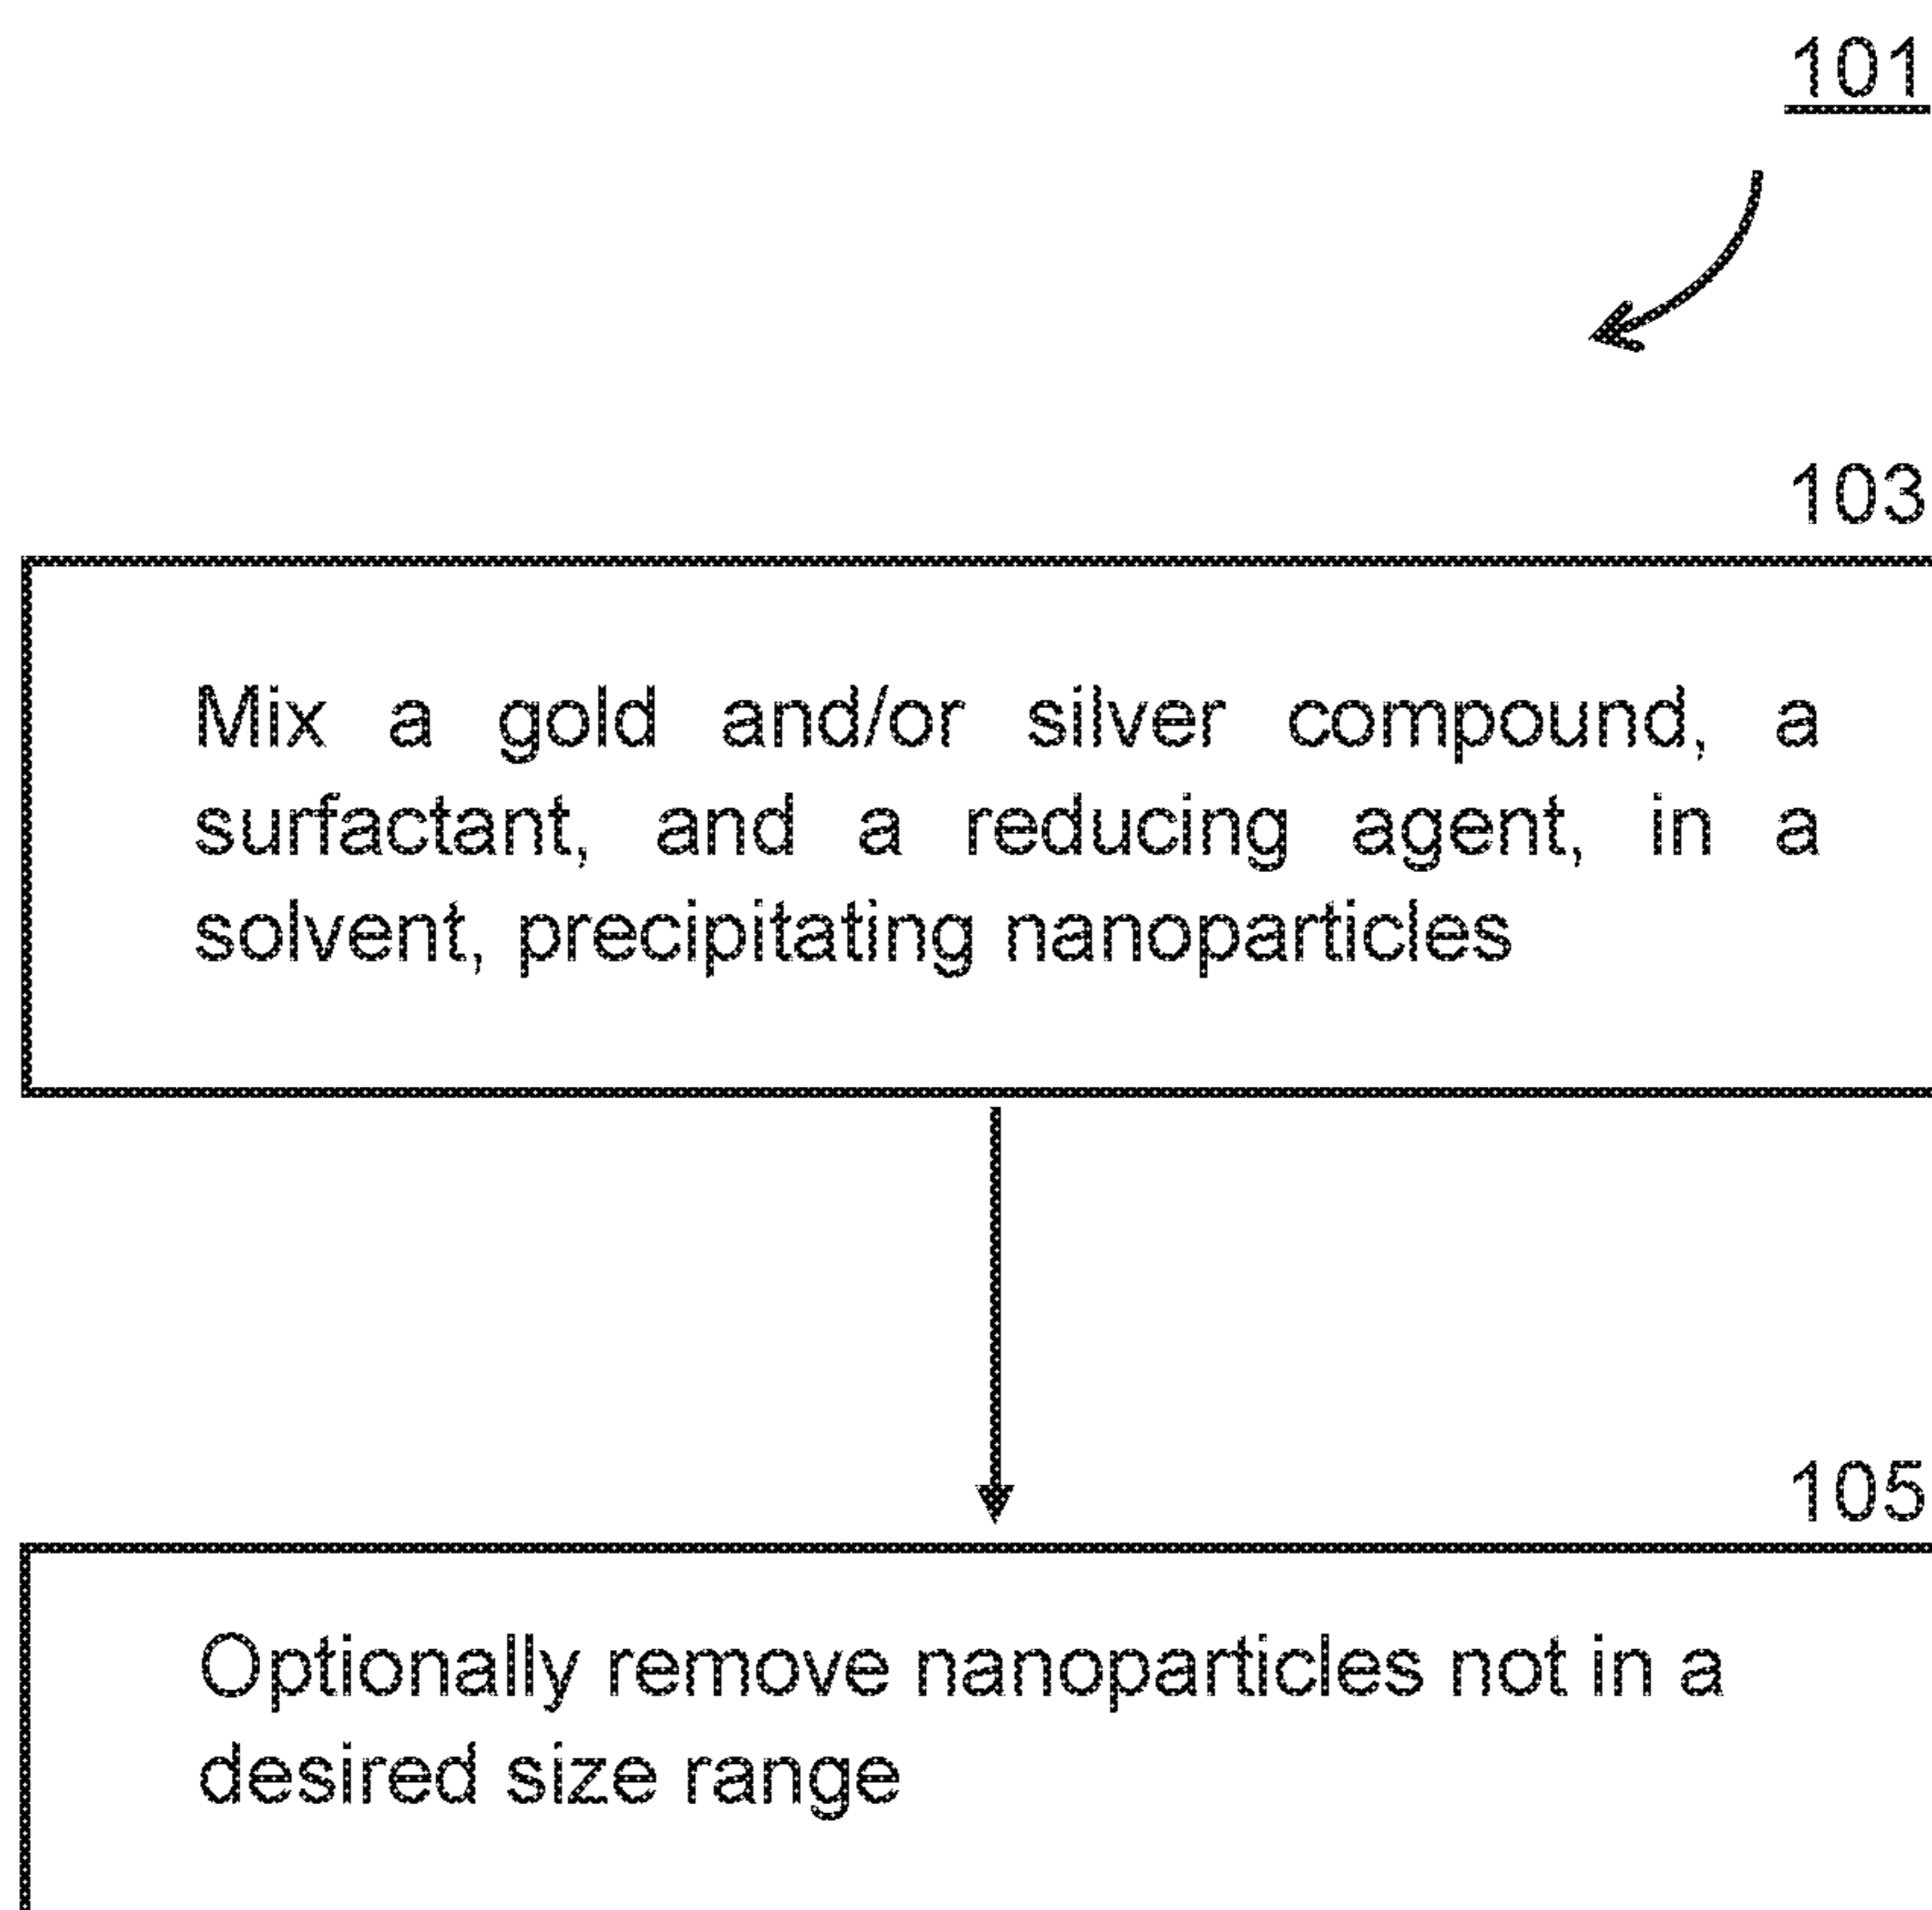 101
103
Mix a gold and/or silver compound, a
surfactant, and a reducing agent, in a
solvent, precipitating nanoparticles
105
Optionally remove nanoparticles not in a
desired size range